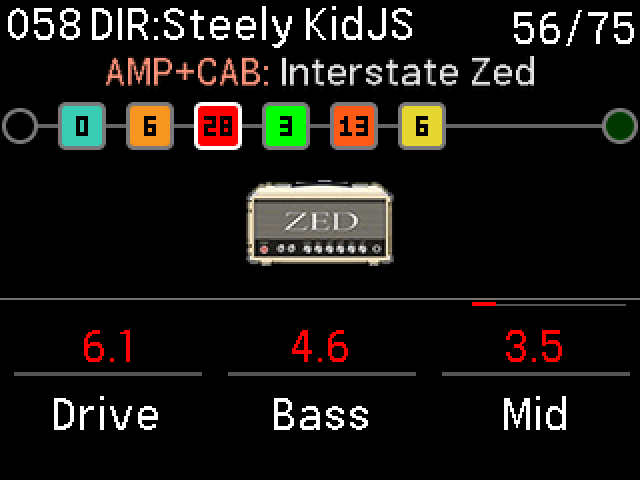 058 DIR:Steely KidJS 56/75
AMP+CAB: Interstate Zed
0 6 28 3 13 6
ZED
6.1 4.6 3.5
Drive Bass Mid